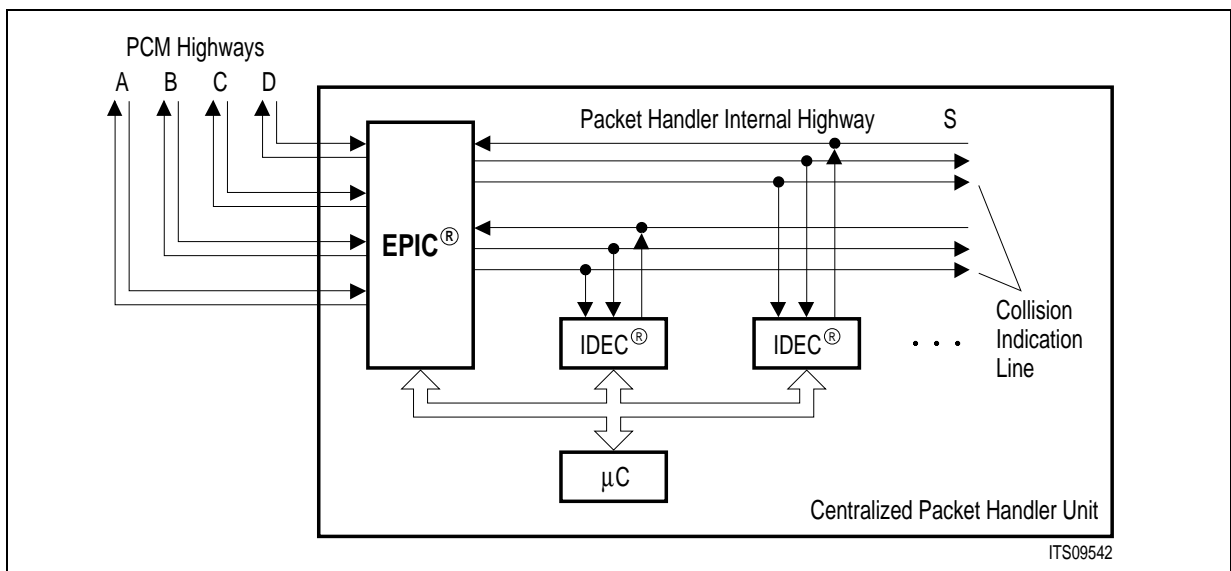 PCM Highways
A B C D
Packet Handler Internal Highway S
EPIC®
IDEC® IDEC® . . .
Collision
Indication
Line
μC
Centralized Packet Handler Unit
ITS09542